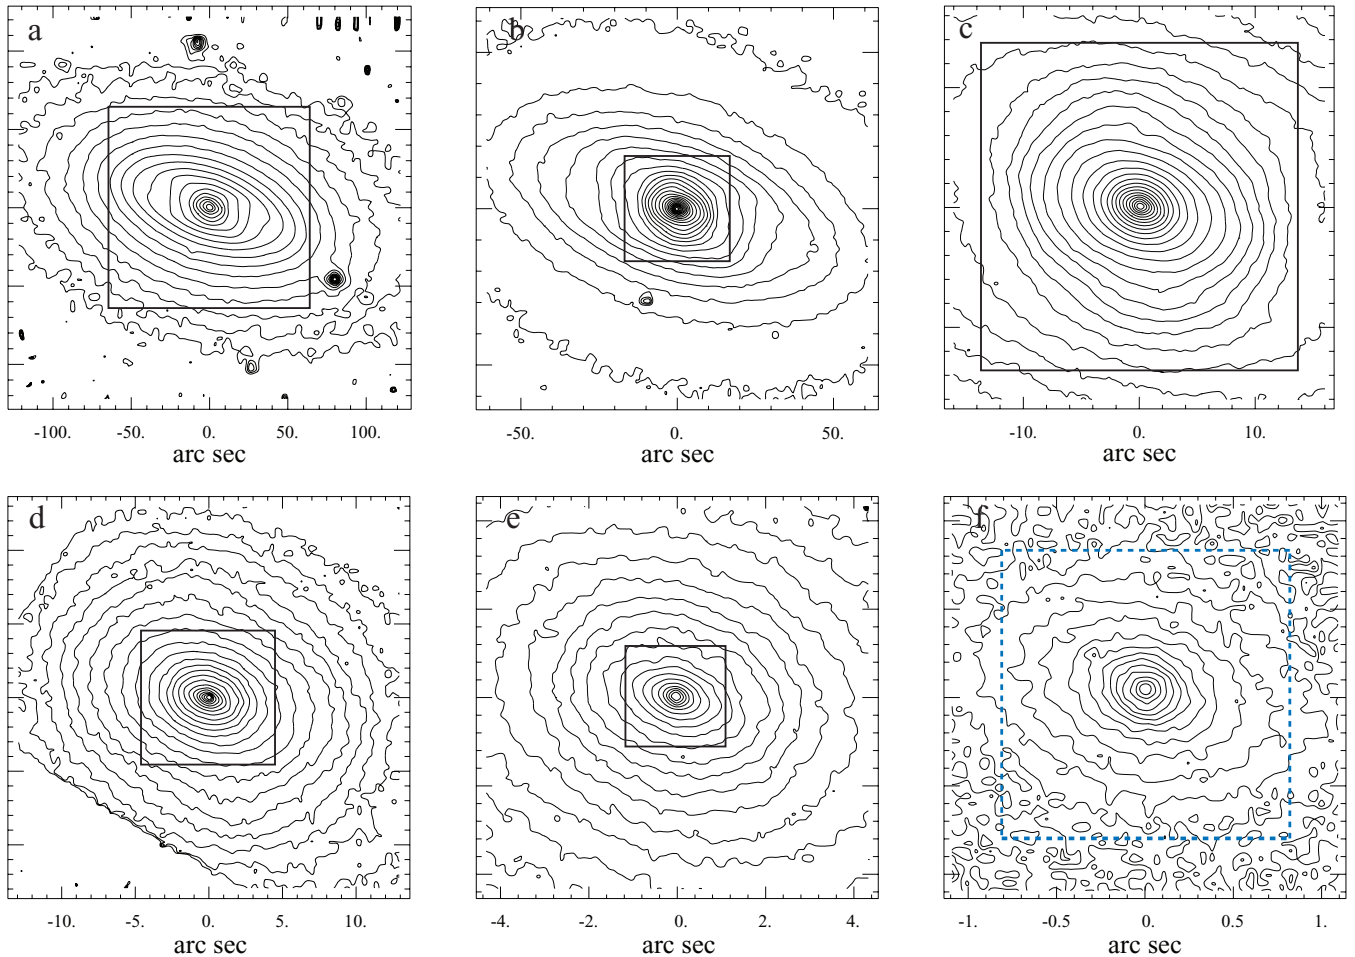 a b c
-100. -50. 0. 50. 100. -50. 0. 50. -10. 0. 10.
arc sec arc sec arc sec
d e f
-10. -5. 0. 5. 10. -4. -2. 0. 2. 4. -1. -0.5 0. 0.5 1.
arc sec arc sec arc sec